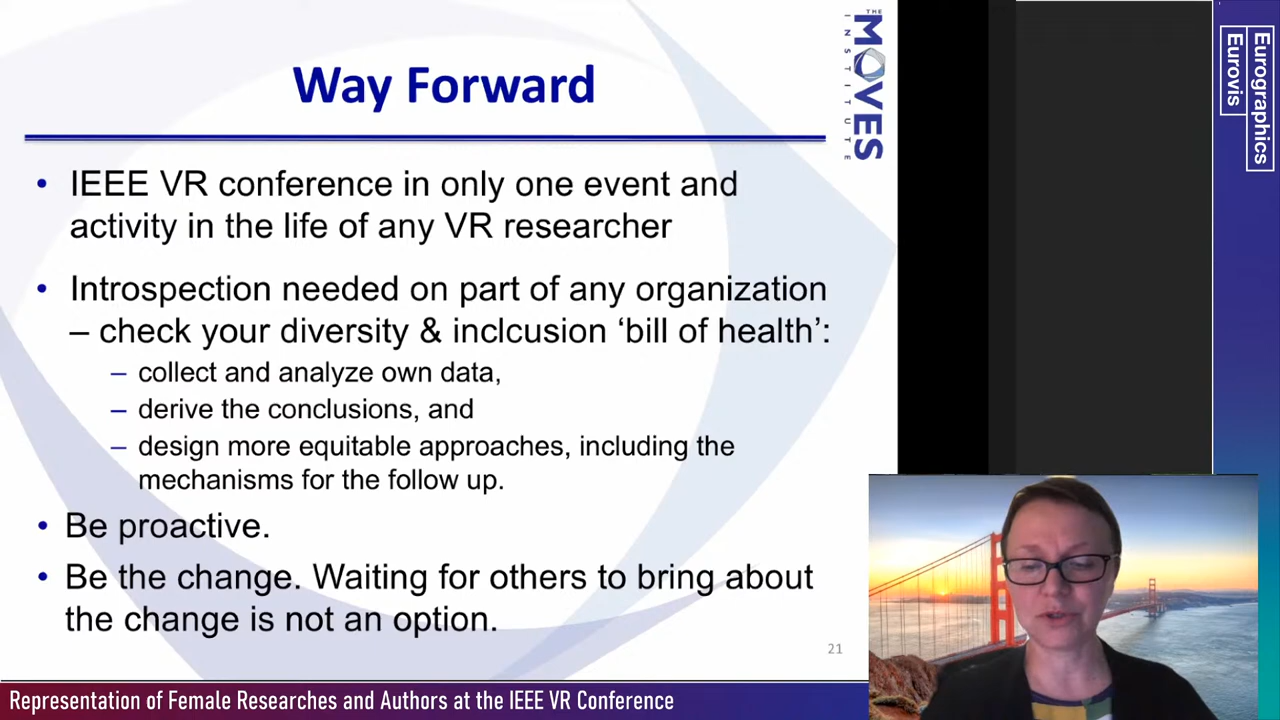 Way Forward
THE
MOVES
INSTITUTE
• IEEE VR conference in only one event and
activity in the life of any VR researcher
• Introspection needed on part of any organization
– check your diversity & inclcusion ‘bill of health’:
– collect and analyze own data,
– derive the conclusions, and
– design more equitable approaches, including the
mechanisms for the follow up.
• Be proactive.
• Be the change. Waiting for others to bring about
the change is not an option.
21
Eurographics
Eurovis
Representation of Female Researches and Authors at the IEEE VR Conference